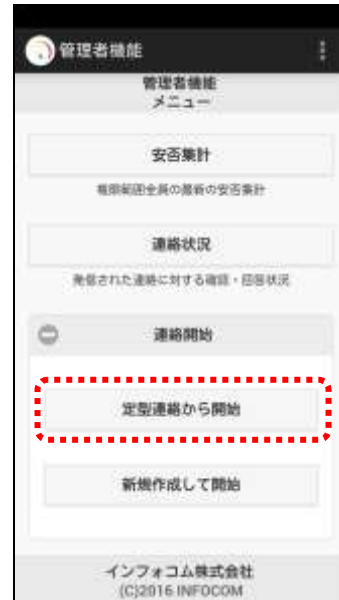 管理者機能
管理者機能
メニュー
安否集計
権限範囲全員の最新の安否集計
連絡状況
発信された連絡に対する確認・回答状況
連絡開始
定型連絡から開始
新規作成して開始
インフォコム株式会社
(C)2016 INFOCOM